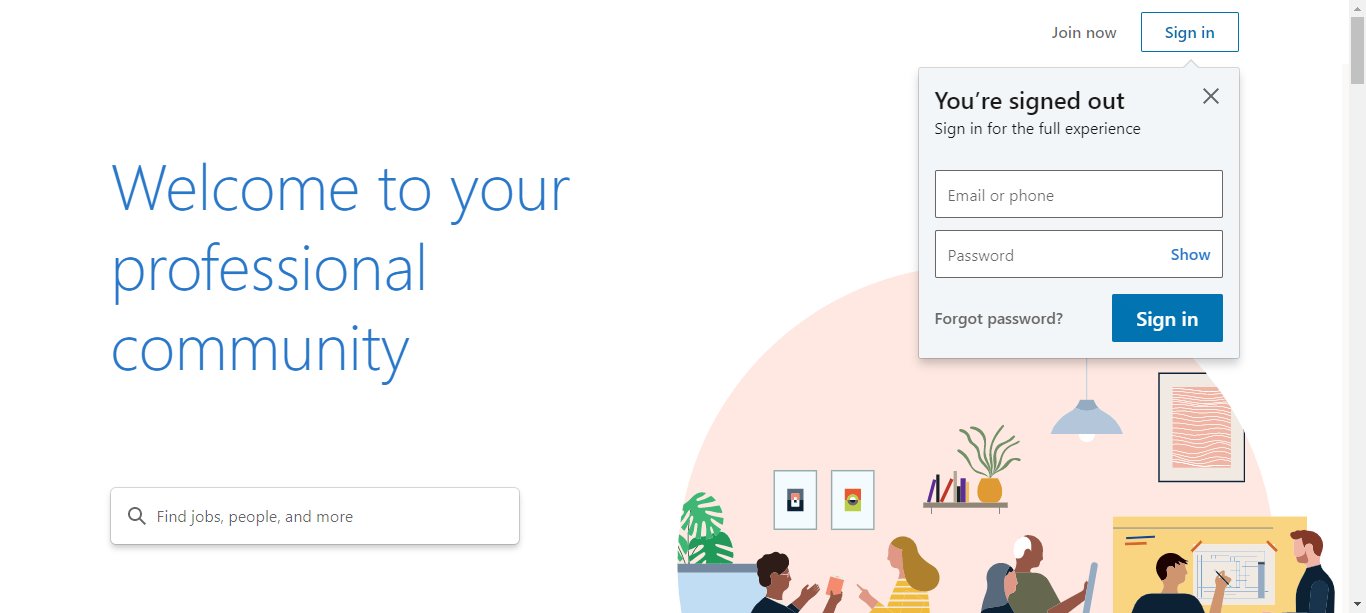 Join now
Sign in
You’re signed out
Sign in for the full experience
Email or phone
Password
Show
Forgot password?
Sign in
Welcome to your
professional
community
Find jobs, people, and more